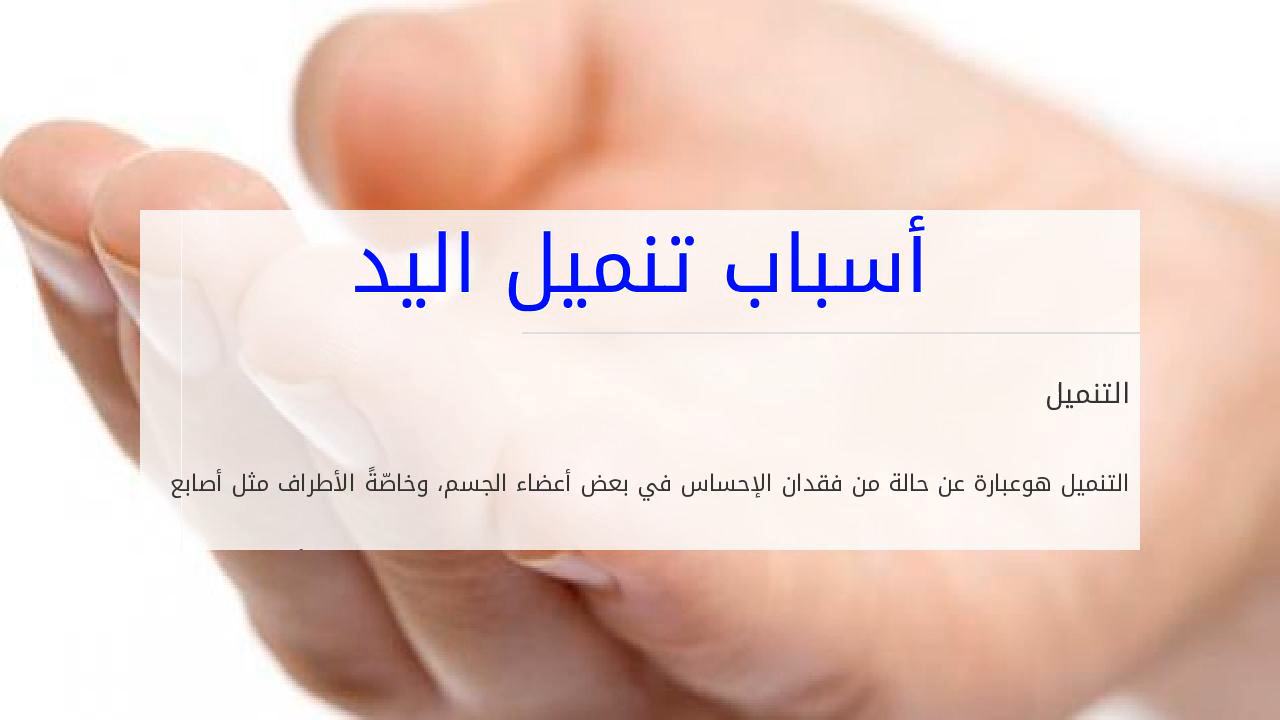 أسباب تنميل اليد
التنميل
التنميل هوعبارة عن حالة من فقدان الإحساس في بعض أعضاء الجسم، وخاصّةً الأطراف مثل أصابع